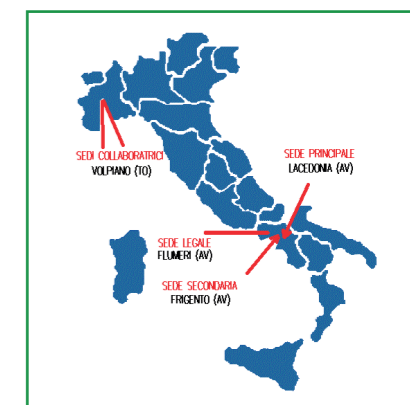 SEDI COLLABORATRICI
VOLPIANO (TO)
SEDE PRINCIPALE
LACEDONIA (AV)
SEDE LEGALE
FLUMERI (AV)
SEDE SECONDARIA
FRIGENTO (AV)